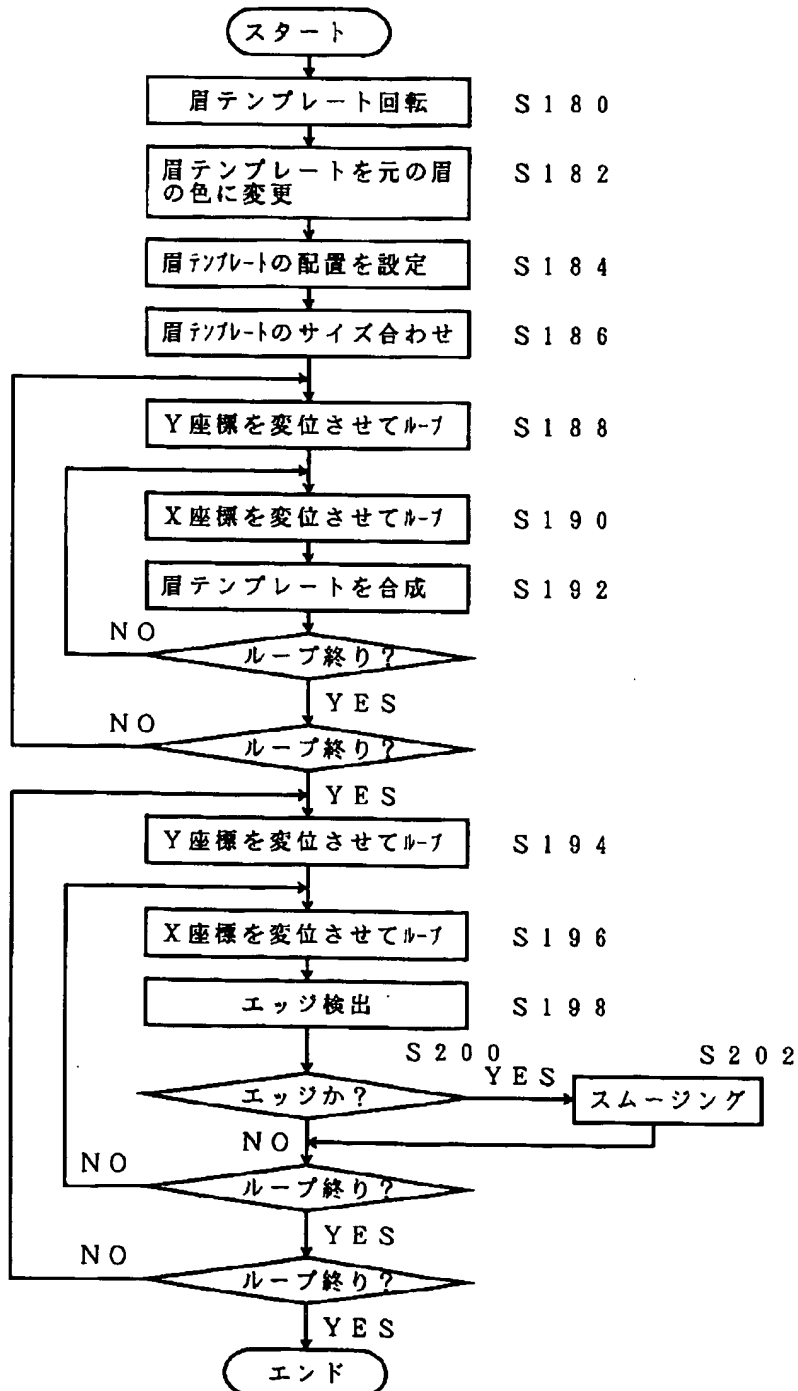 スタート
眉テンプレート回転
S180
眉テンプレートを元の眉
の色に変更
S182
眉テンプレートの配置を設定
S184
眉テンプレートのサイズ合わせ
S186
Y座標を変位させてループ
S188
X座標を変位させてループ
S190
眉テンプレートを合成
S192
NO
ループ終り?
YES
NO
ループ終り?
YES
Y座標を変位させてループ
S194
X座標を変位させてループ
S196
エッジ検出
S198
S200
S202
エッジか?
YES
スムージング
NO
NO
ループ終り?
YES
NO
ループ終り?
YES
エンド